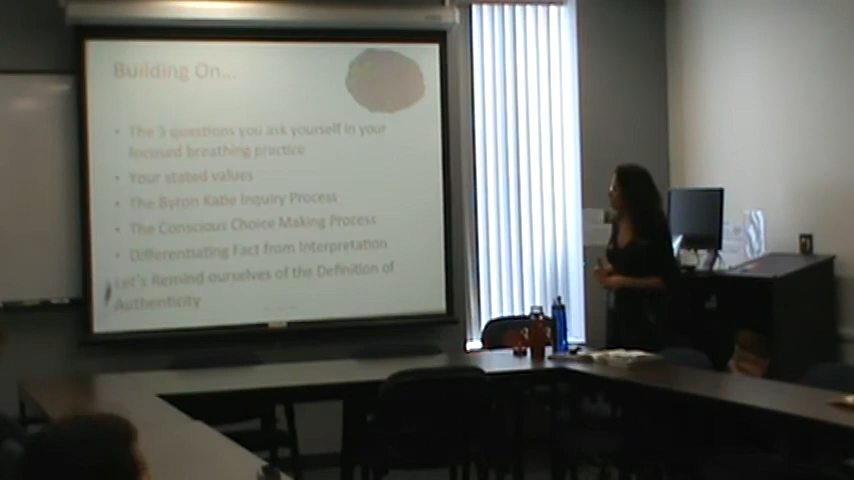 Building On...
• The 3 questions you ask yourself in your
focused breathing practice
• Your stated values
• The Byron Katie Inquiry Process
• The Conscious Choice Making Process
• Differentiating Fact from Interpretation
Let's Remind ourselves of the Definition of
Authenticity